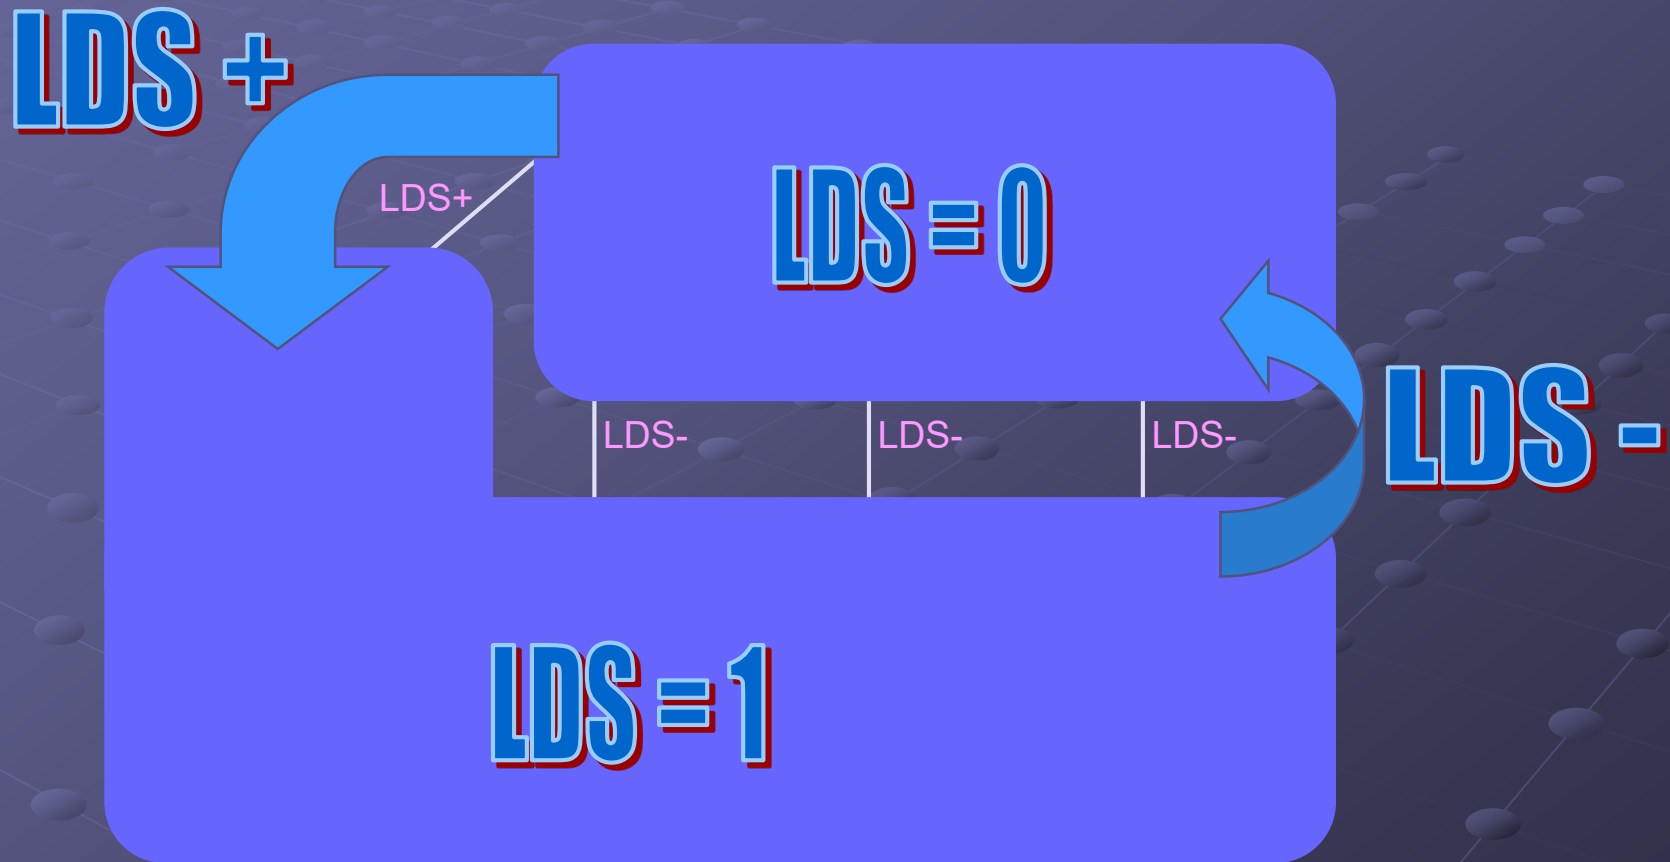 LDS +
LDS+
LDS = 0
LDS-
LDS-
LDS-
LDS -
LDS = 1